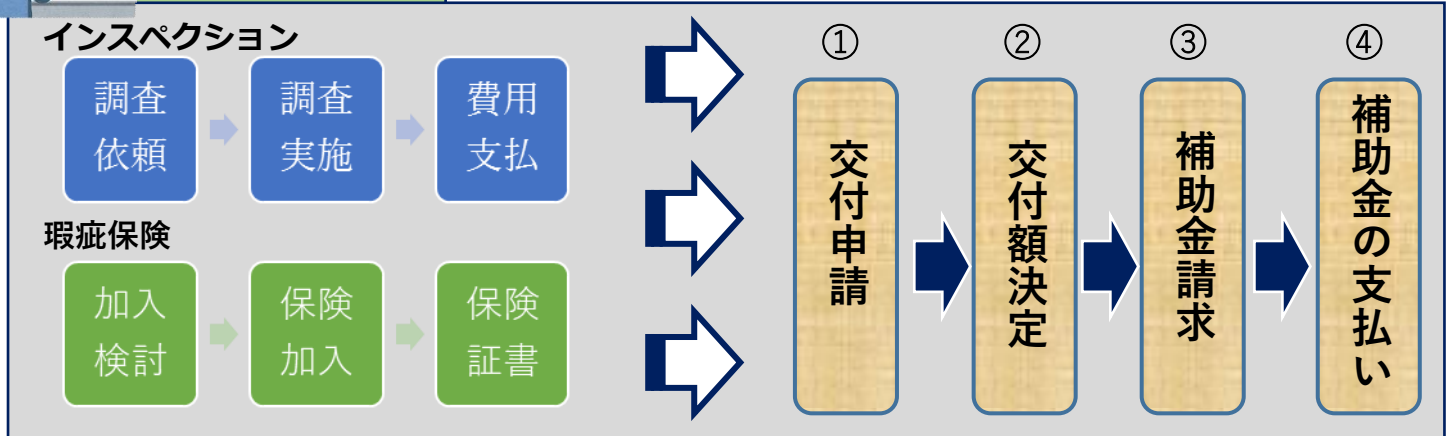 インスペクション
調査
依頼
調査
実施
費用
支払
瑕疵保険
加入
検討
保険
加入
保険
証書
①
交付申請
②
交付額決定
③
補助金請求
④
補助金の支払い